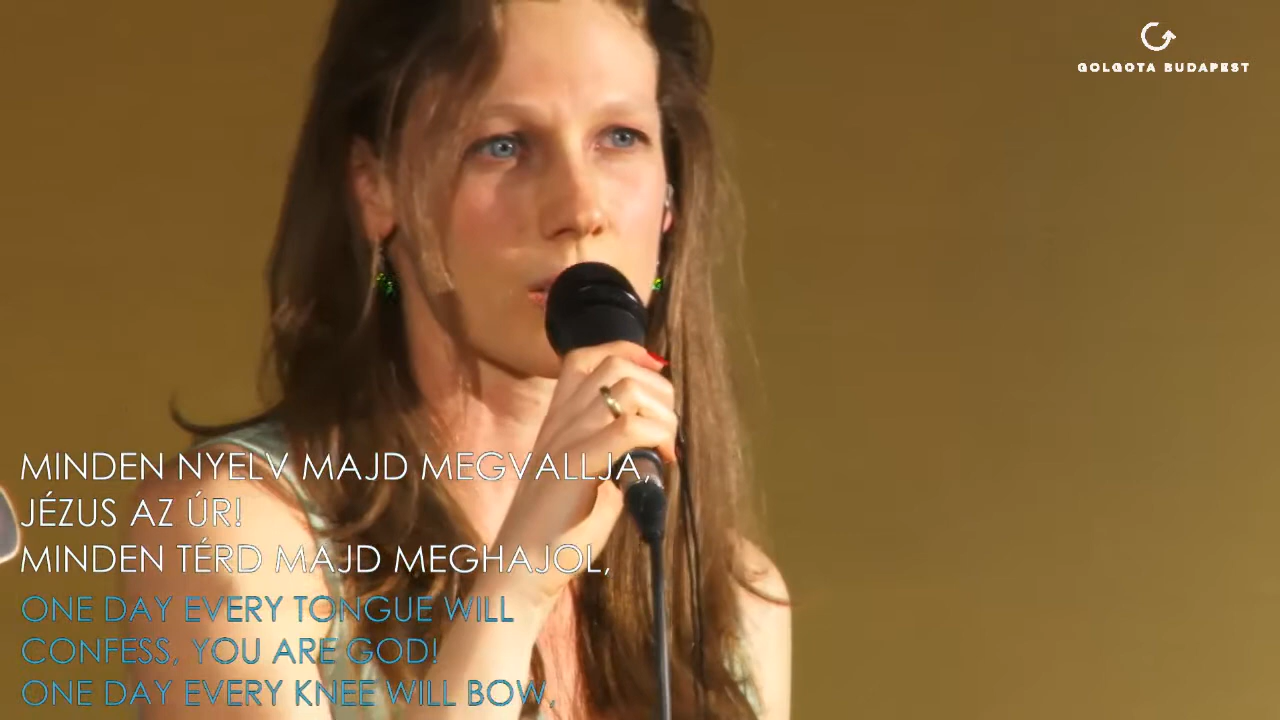 GOLGOTA BUDAPEST
MINDEN NYELV MAJD MEGVALLJA,
JÉZUS AZ ÚR!
MINDEN TÉRD MAJD MEGHAJOL,
ONE DAY EVERY TONGUE WILL
CONFESS, YOU ARE GOD!
ONE DAY EVERY KNEE WILL BOW,